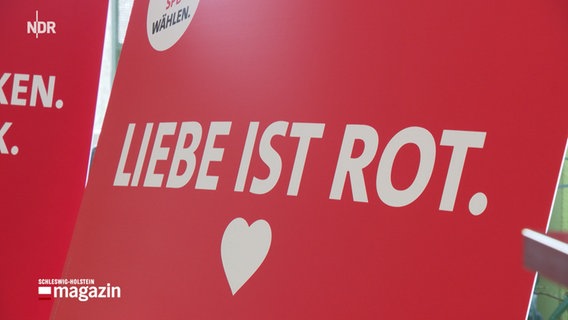 NDR
SPD
WÄHLEN.
KEN.
K.
LIEBE IST ROT.
SCHLESWIG-HOLSTEIN
magazin